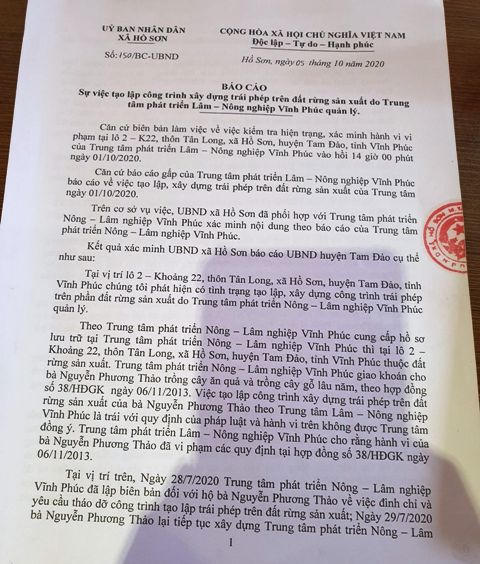 UỶ BAN NHÂN DÂN
XÃ HỒ SƠN
CỘNG HÒA XÃ HỘI CHỦ NGHĨA VIỆT NAM
Độc lập – Tự do – Hạnh phúc
Số: 150/BC-UBND
Hồ Sơn, ngày 05 tháng 10 năm 2020
BÁO CÁO
Sự việc tạo lập công trình xây dựng trái phép trên đất rừng sản xuất do Trung
tâm phát triển Lâm – Nông nghiệp Vĩnh Phúc quản lý.
Căn cứ biên bản làm việc về việc kiểm tra hiện trạng, xác minh hành vi vi
phạm tại lô 2 – K22, thôn Tân Long, xã Hồ Sơn, huyện Tam Đảo, tỉnh Vĩnh Phúc
của Trung tâm phát triển Lâm – Nông nghiệp Vĩnh Phúc vào hồi 14 giờ 00 phút
ngày 01/10/2020.
Căn cứ báo cáo gấp của Trung tâm phát triển Lâm – Nông nghiệp Vĩnh Phúc
báo cáo về việc tạo lập, xây dựng trái phép trên đất rừng sản xuất của Trung tâm
ngày 01/10/2020.
Trên cơ sở vụ việc, UBND xã Hồ Sơn đã phối hợp với Trung tâm phát triển
Nông – Lâm nghiệp Vĩnh Phúc xác minh nội dung theo báo cáo của Trung tâm
phát triển Nông – Lâm nghiệp Vĩnh Phúc.
Kết quả xác minh UBND xã Hồ Sơn báo cáo UBND huyện Tam Đảo cụ thể
như sau:
Tại vị trí lô 2 – Khoảng 22, thôn Tân Long, xã Hồ Sơn, huyện Tam Đảo, tỉnh
Vĩnh Phúc chúng tôi phát hiện có tình trạng tạo lập, xây dựng công trình trái phép
trên phần đất rừng sản xuất do Trung tâm phát triển Nông – Lâm nghiệp Vĩnh Phúc
quản lý.
Theo Trung tâm phát triển Nông – Lâm nghiệp Vĩnh Phúc cung cấp hồ sơ
lưu trữ tại Trung tâm phát triển Nông – Lâm nghiệp Vĩnh Phúc thì tại lô 2 –
Khoảng 22, thôn Tân Long, xã Hồ Sơn, huyện Tam Đảo, tỉnh Vĩnh Phúc thuộc đất
rừng sản xuất. Trung tâm phát triển Nông – Lâm nghiệp Vĩnh Phúc giao khoán cho
bà Nguyễn Phương Thảo trồng cây ăn quả và trồng cây gỗ lâu năm, theo hợp đồng
số 38/HĐGK ngày 06/11/2013. Việc tạo lập công trình xây dựng trái phép trên đất
rừng sản xuất của bà Nguyễn Phương Thảo theo Trung tâm Lâm – Nông nghiệp
Vĩnh Phúc là trái với quy định của pháp luật và hành vi trên không được Trung tâm
đồng ý. Trung tâm phát triển Nông – Lâm nghiệp Vĩnh Phúc cho rằng hành vi của
bà Nguyễn Phương Thảo đã vi phạm các quy định tại hợp đồng số 38/HĐGK ngày
06/11/2013.
Tại vị trí trên, Ngày 28/7/2020 Trung tâm phát triển Nông – Lâm nghiệp
Vĩnh Phúc đã lập biên bản đối với hộ bà Nguyễn Phương Thảo về việc đình chỉ và
yêu cầu tháo dỡ công trình tạo lập trái phép trên đất rừng sản xuất; Ngày 29/7/2020
bà Nguyễn Phương Thảo lại tiếp tục xây dựng Trung tâm phát triển Nông – Lâm
1